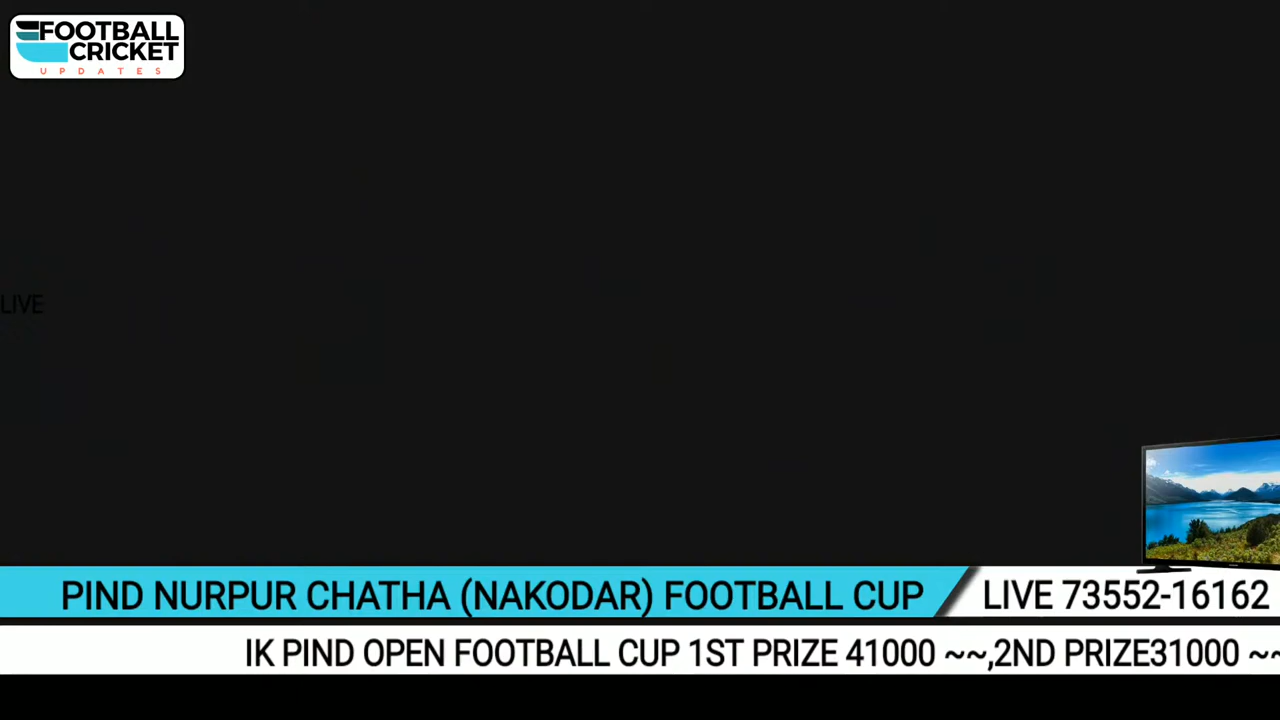 FOOTBALL
CRICKET
UPDATES
LIVE
PIND NURPUR CHATHA (NAKODAR) FOOTBALL CUP
LIVE 73552-16162
IK PIND OPEN FOOTBALL CUP 1ST PRIZE 41000 ~~,2ND PRIZE31000 ~~